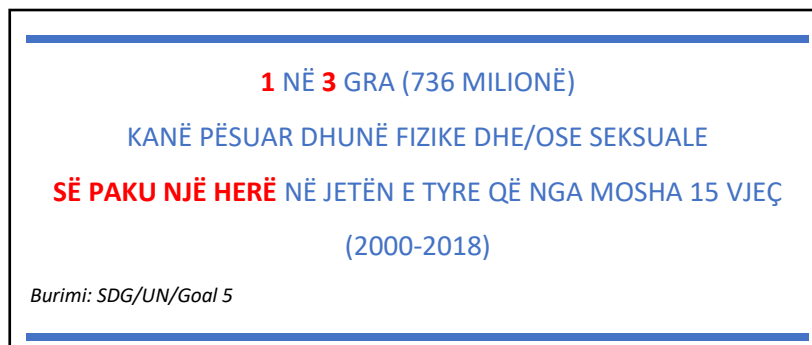 1 NË 3 GRA (736 MILIONË)
KANË PËSUAR DHUNË FIZIKE DHE/OSE SEKSUALE
SË PAKU NJË HERË NË JETËN E TYRE QË NGA MOSHA 15 VJEÇ
(2000-2018)
Burimi: SDG/UN/Goal 5